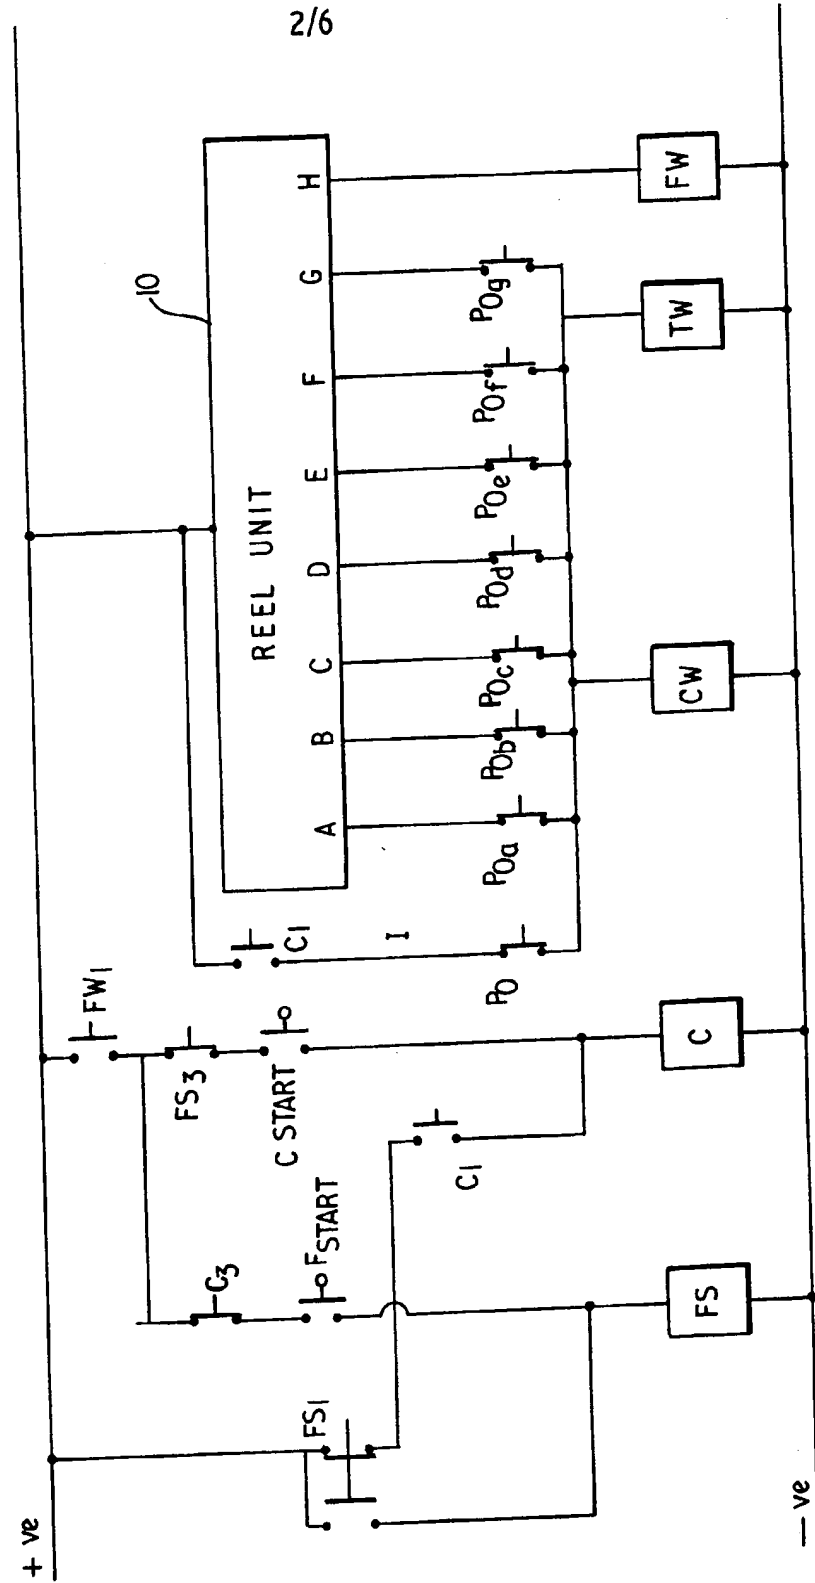 2/6
+ ve
10
REEL UNIT
A B C D E F G H
FW1
FS3
C START
C3
FSTART
FS1
C1
C1
I
P0
P0a
P0b
P0c
P0d
P0e
P0f
P0g
FS
C
CW
TW
FW
- ve